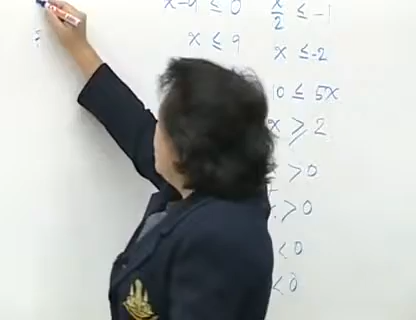 x-9 ≤ 0
x ≤ 9
x/2 ≤ -1
x ≤ -2
10 ≤ 5x
x ≥ 2
> 0
> 0
< 0
< 0